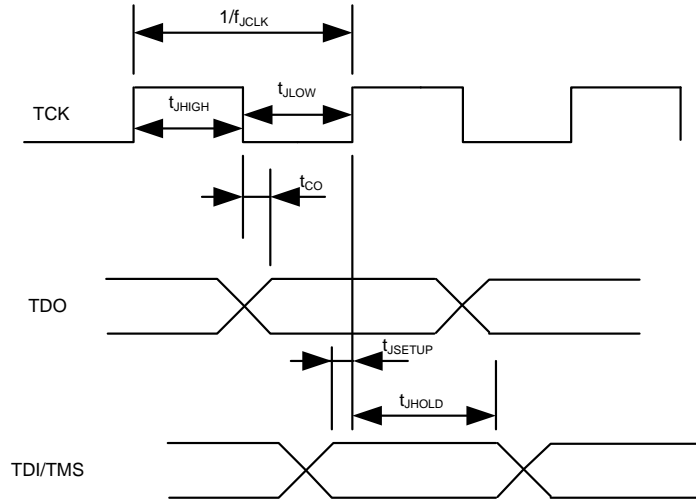 1/fJCLK
tJHIGH
tJLOW
TCK
tCO
TDO
tJSETUP
tJHOLD
TDI/TMS